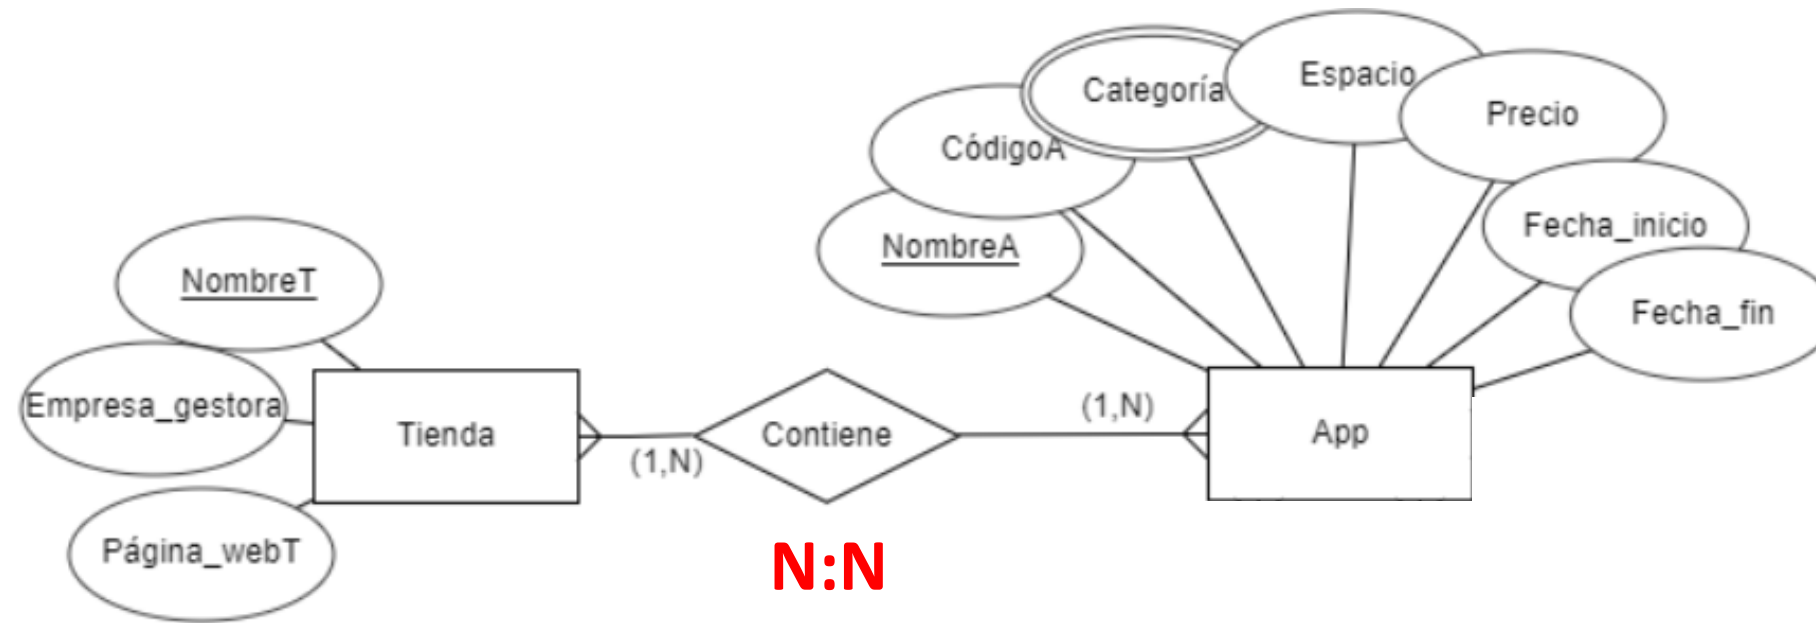 Categoría
Espacio
Precio
CódigoA
NombreA
Fecha_inicio
Fecha_fin
NombreT
Empresa_gestora
Página_webT
Tienda
(1,N)
Contiene
(1,N)
App
N:N